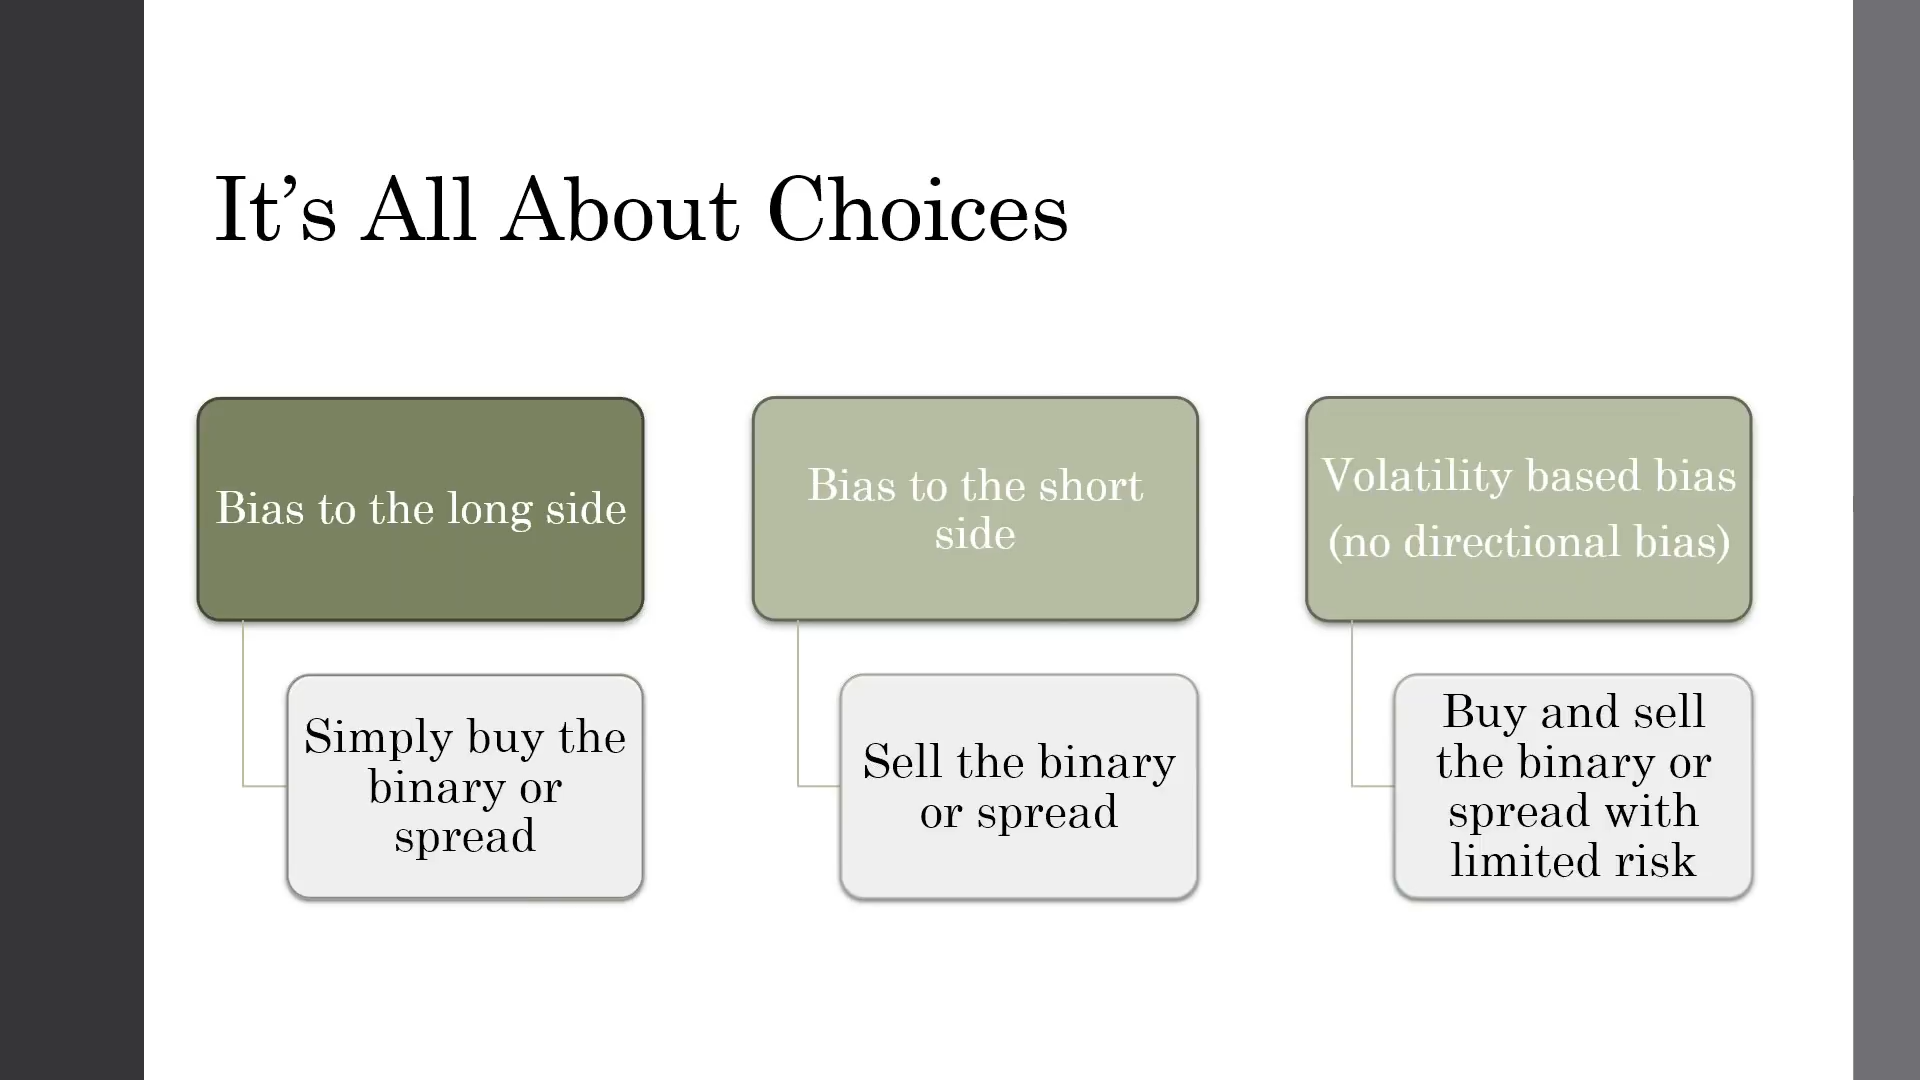 It’s All About Choices
Bias to the long side
Simply buy the
binary or
spread
Bias to the short
side
Sell the binary
or spread
Volatility based bias
(no directional bias)
Buy and sell
the binary or
spread with
limited risk